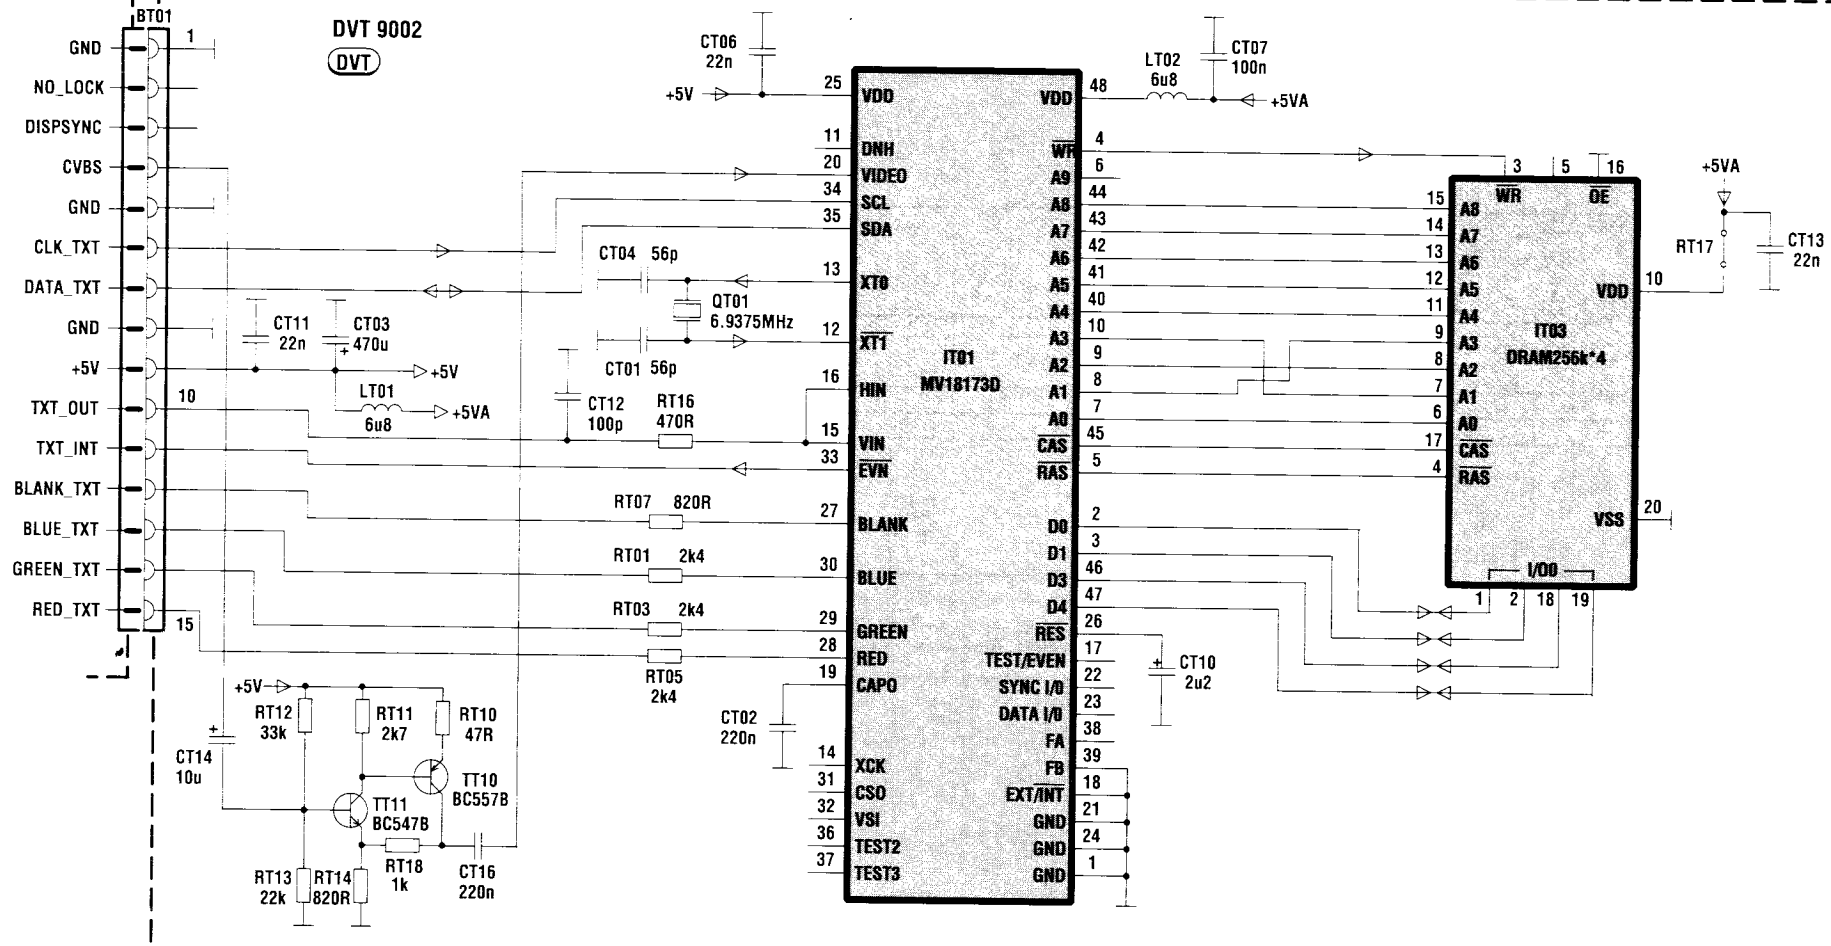 DVT 9002
DVT
BT01
GND
1
NO_LOCK
DISPSYNC
CVBS
GND
CLK_TXT
DATA_TXT
GND
+5V
TXT_OUT
10
TXT_INT
BLANK_TXT
BLUE_TXT
GREEN_TXT
RED_TXT
15
CT11
22n
CT03
470u
+
+5V
LT01
6u8
+5VA
CT04
56p
QT01
6.9375MHz
CT01
56p
CT12
100p
RT16
470R
RT07
820R
RT01
2k4
RT03
2k4
RT05
2k4
CT02
220n
+5V
RT12
33k
RT11
2k7
RT10
47R
+
CT14
10u
TT10
BC557B
TT11
BC547B
RT13
22k
RT14
820R
RT18
1k
CT16
220n
CT06
22n
+5V
25
VDD
11
DNH
20
VIDEO
34
SCL
35
SDA
13
XT0
12
XT1
16
HIN
15
VIN
33
EVN
27
BLANK
30
BLUE
29
GREEN
28
RED
19
CAPO
14
XCK
31
CSO
32
VSI
36
TEST2
37
TEST3
IT01
MV18173D
48
VDD
4
WR
6
A9
44
A8
43
A7
42
A6
41
A5
40
A4
10
A3
9
A2
8
A1
7
A0
45
CAS
5
RAS
2
D0
3
D1
46
D3
47
D4
26
RES
17
TEST/EVEN
22
SYNC I/O
23
DATA I/O
38
FA
39
FB
18
EXT/INT
21
GND
24
GND
1
GND
LT02
6u8
CT07
100n
+5VA
+
CT10
2u2
3
5
16
WR
OE
15
A8
14
A7
13
A6
12
A5
11
A4
9
A3
8
A2
7
A1
6
A0
17
CAS
4
RAS
IT03
DRAM256k*4
VDD
10
VSS
20
I/O0
1
2
18
19
+5VA
RT17
CT13
22n